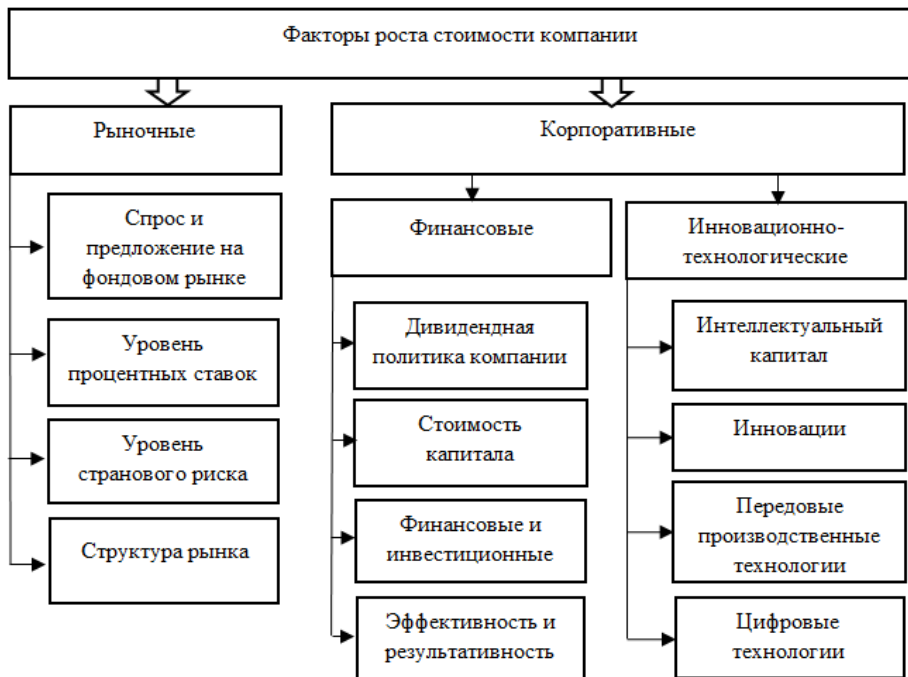 Факторы роста стоимости компании
Рыночные
Корпоративные
Спрос и
предложение на
фондовом рынке
Уровень
процентных ставок
Уровень
странового риска
Структура рынка
Финансовые
Дивидендная
политика компании
Стоимость
капитала
Финансовые и
инвестиционные
Эффективность и
результативность
Инновационно-
технологические
Интеллектуальный
капитал
Инновации
Передовые
производственные
технологии
Цифровые
технологии